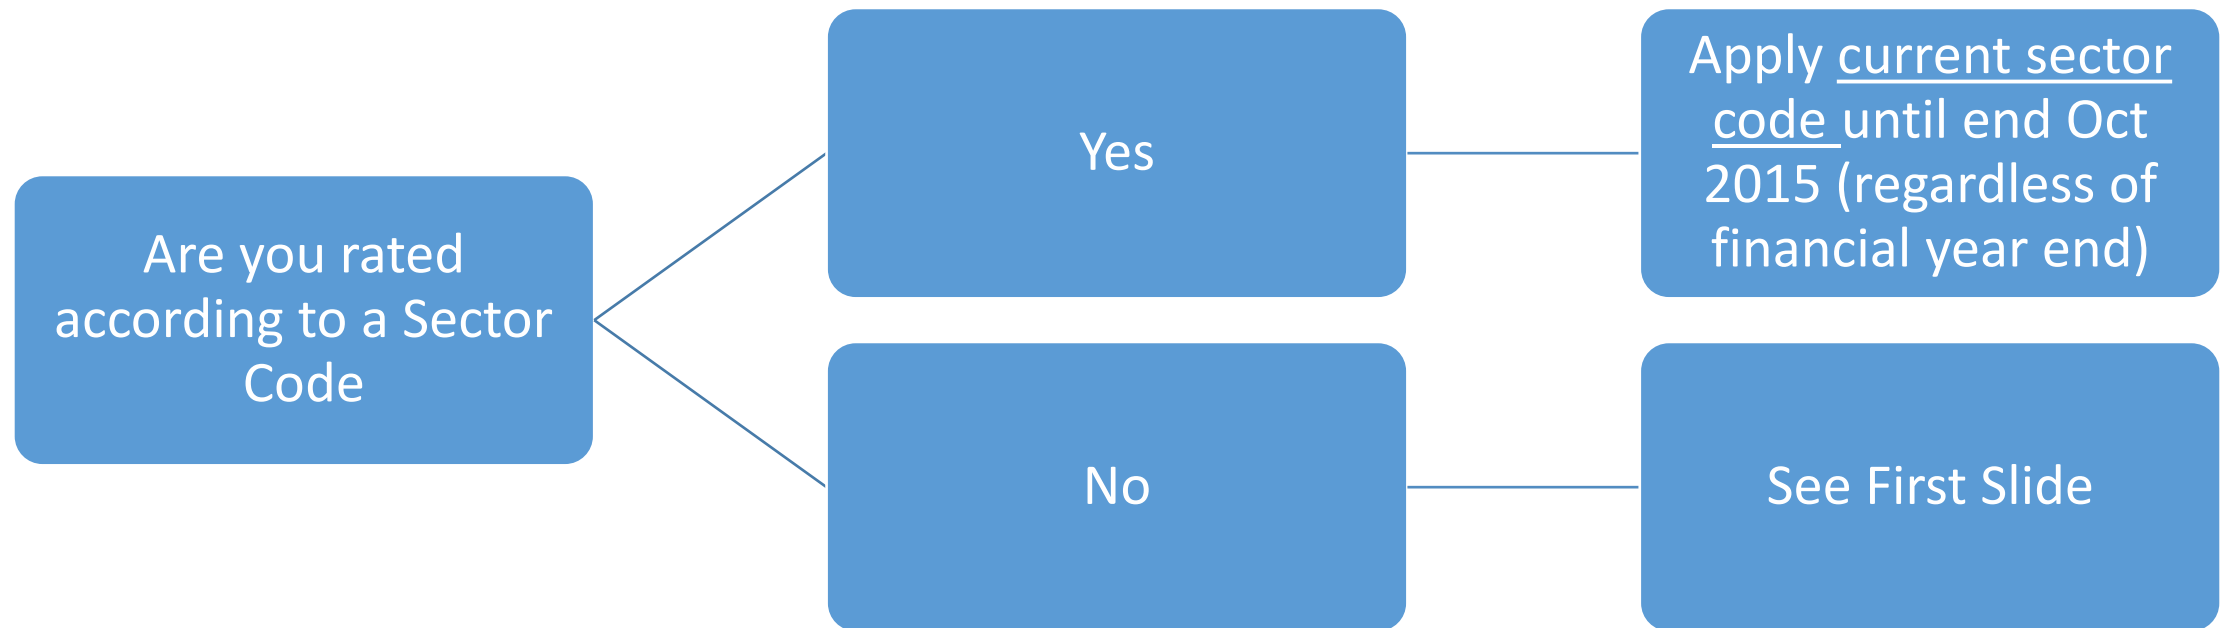 Are you rated
according to a Sector
Code
Yes
Apply current sector
code until end Oct
2015 (regardless of
financial year end)
No
See First Slide